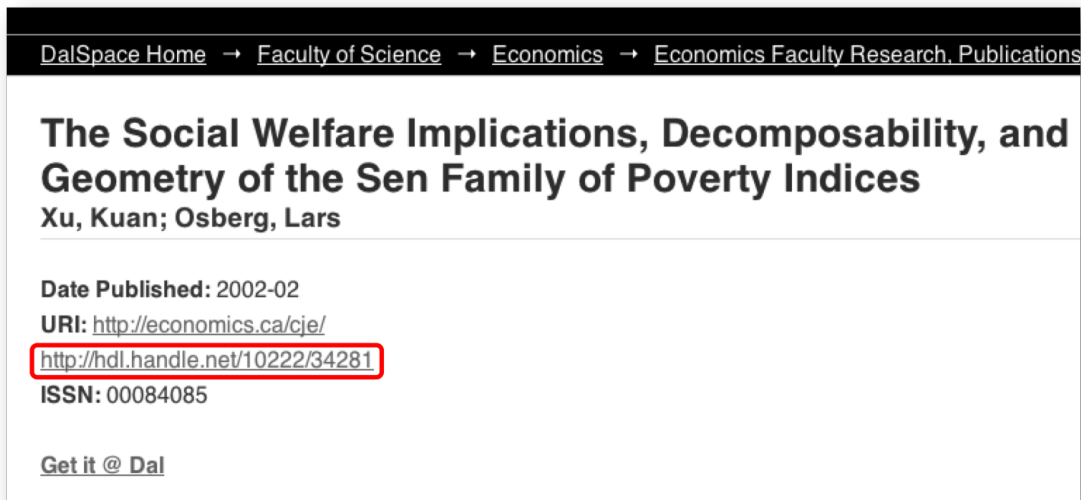 DalSpace Home → Faculty of Science → Economics → Economics Faculty Research, Publications
The Social Welfare Implications, Decomposability, and
Geometry of the Sen Family of Poverty Indices
Xu, Kuan; Osberg, Lars
Date Published: 2002-02
URI: http://economics.ca/cje/
http://hdl.handle.net/10222/34281
ISSN: 00084085
Get it @ Dal